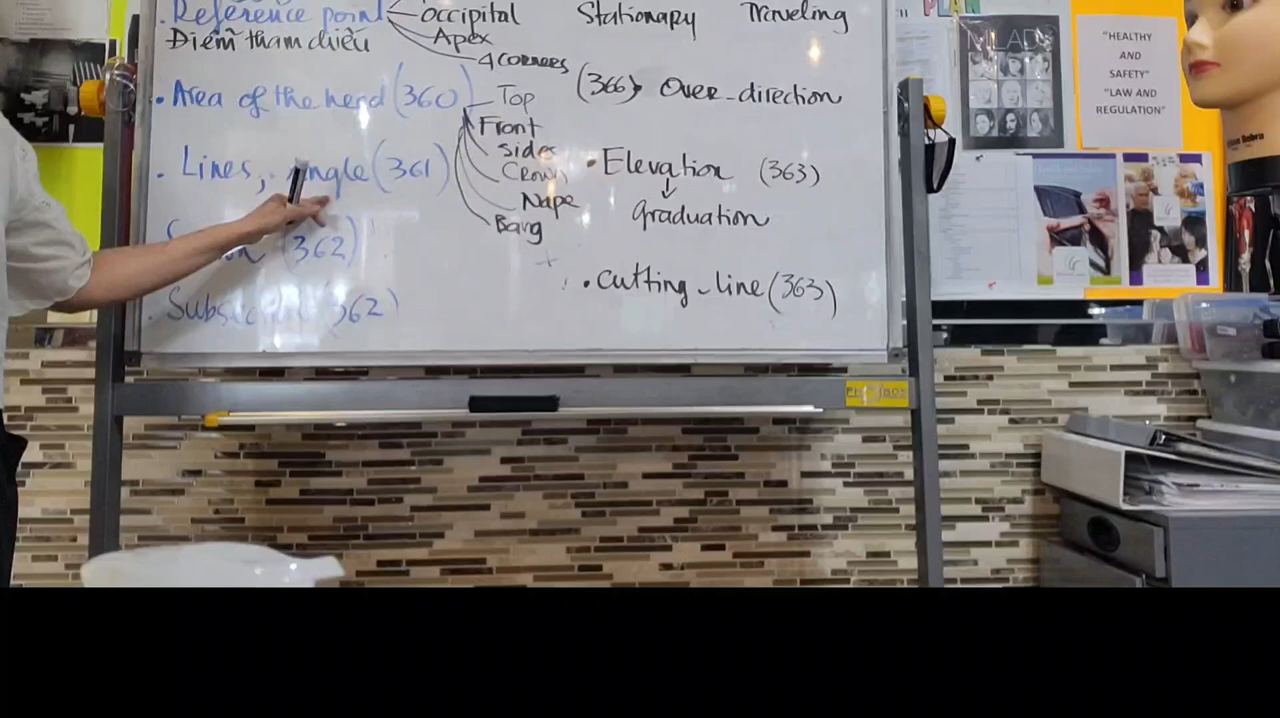 . Reference point
Điểm tham chiếu
occipital
Apex
4 corners
Stationary Traveling
. Area of the head (360)
Top
Front
Sides
Crown
Nape
Bang
(366) Over-direction
. Lines, angle (361)
. Elevation (363)
graduation
(362)
. (362)
. cutting-line (363)
PLAN
"HEALTHY
AND
SAFETY"
"LAW AND
REGULATION"